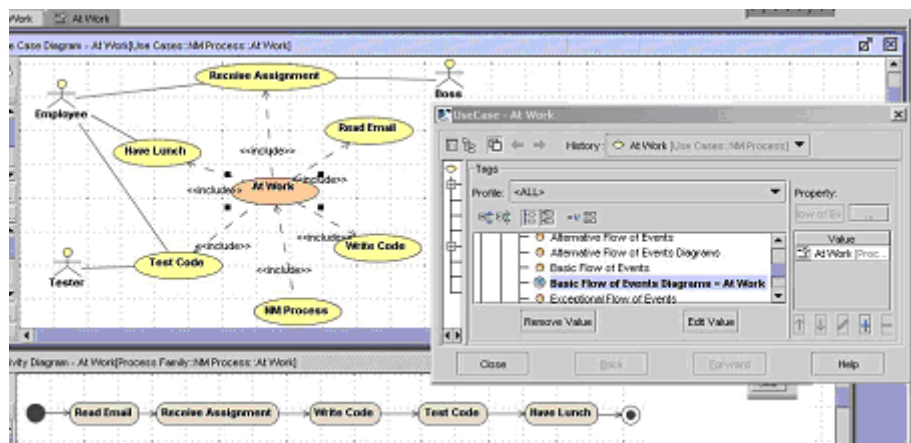 Work
At Work
e Case Diagram - At Work[Use Cases::NM Process::At Work]
Receive Assignment
Boss
Employee
Read Email
Have Lunch
<<include>>
<<include>>
At Work
<<include>>
<<include>>
<<include>>
Write Code
Test Code
<<include>>
Tester
NM Process
UseCase - At Work
History: At Work [Use Cases::NM Process]
Tags
Profile: <ALL>
Property:
Value
At Work [Proc...
Alternative Flow of Events
Alternative Flow of Events Diagrams
Basic Flow of Events
Basic Flow of Events Diagrams = At Work
Exceptional Flow of Events
Remove Value
Edit Value
Close
Back
Forward
Help
ivity Diagram - At Work[Process Family::NM Process::At Work]
Read Email
Receive Assignment
Write Code
Test Code
Have Lunch